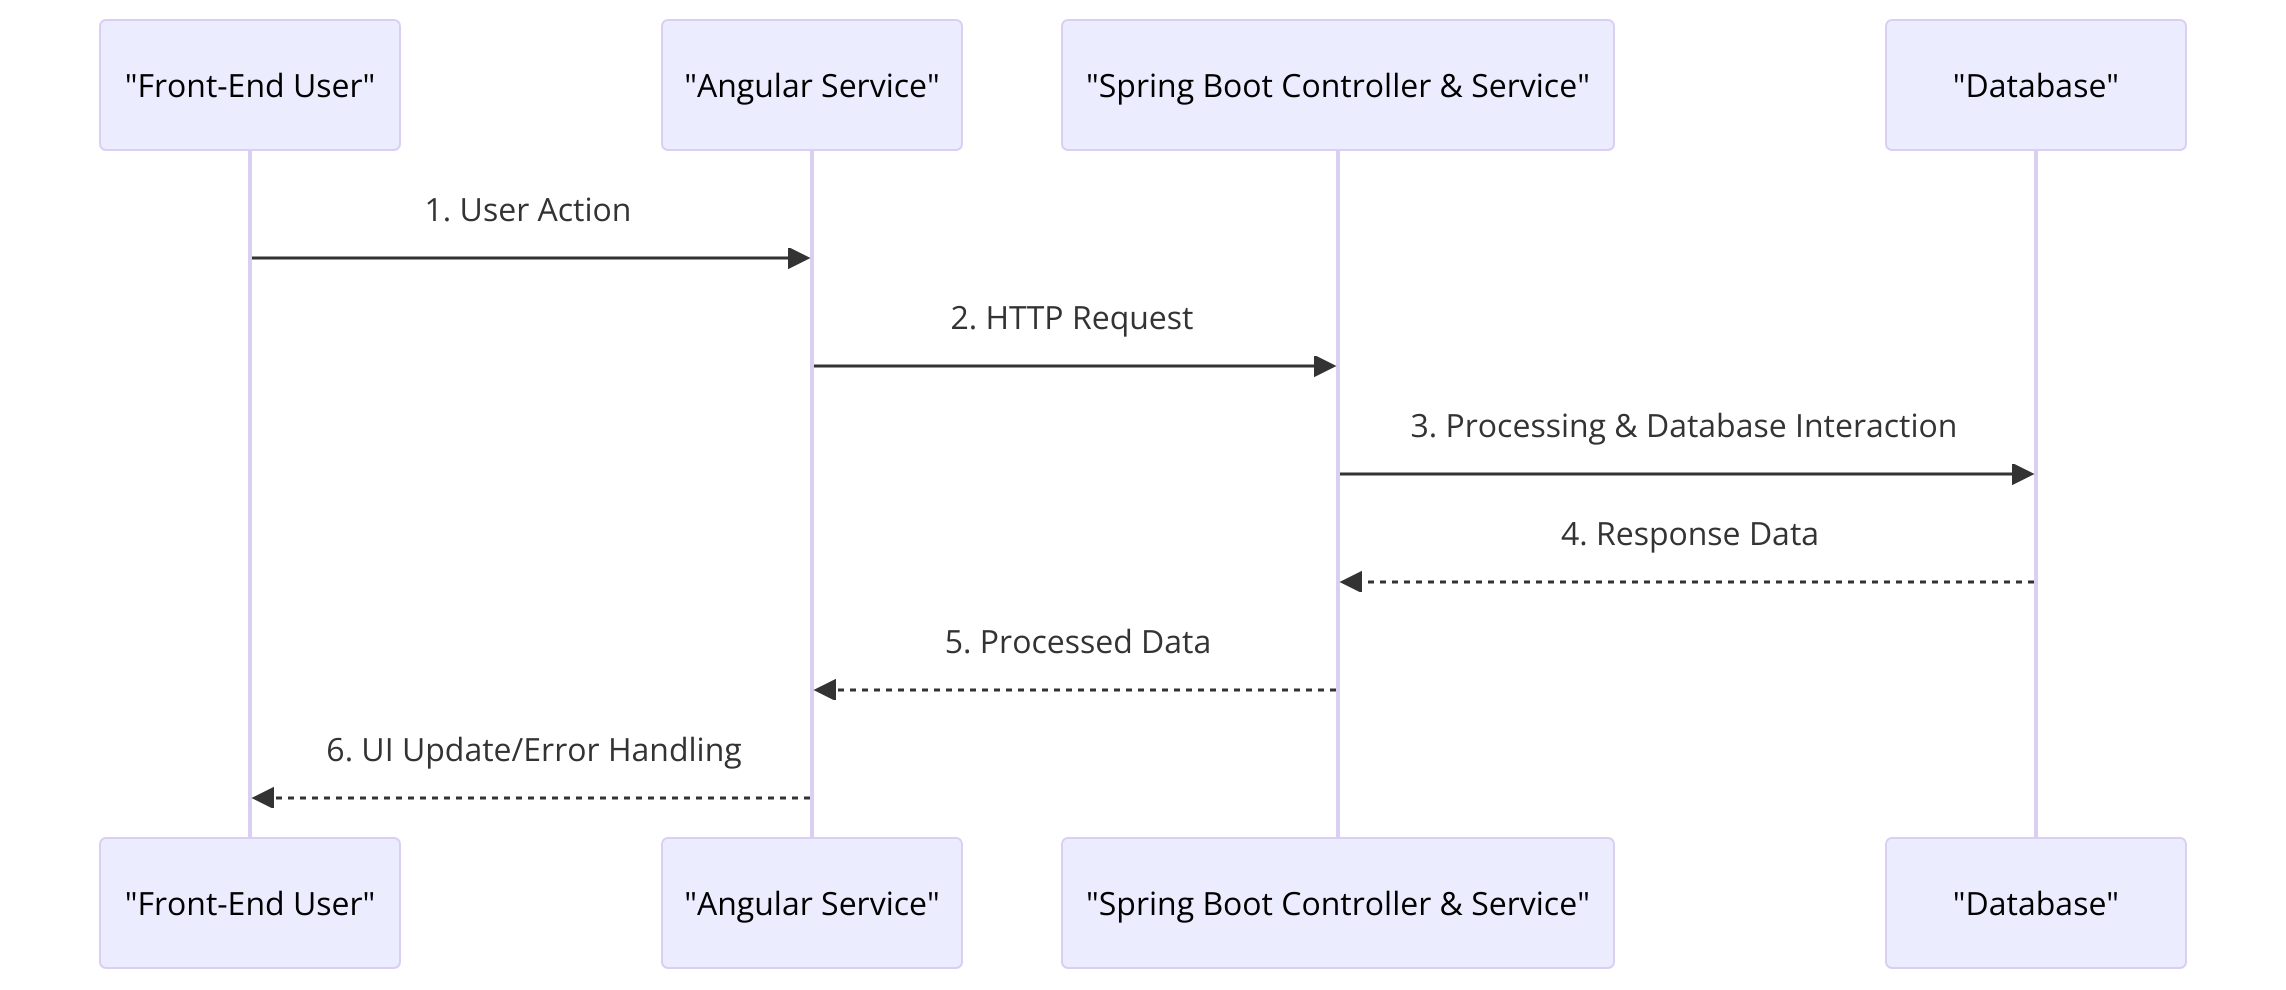 "Front-End User"
"Angular Service"
"Spring Boot Controller & Service"
"Database"
1. User Action
2. HTTP Request
3. Processing & Database Interaction
4. Response Data
5. Processed Data
6. UI Update/Error Handling
"Front-End User"
"Angular Service"
"Spring Boot Controller & Service"
"Database"